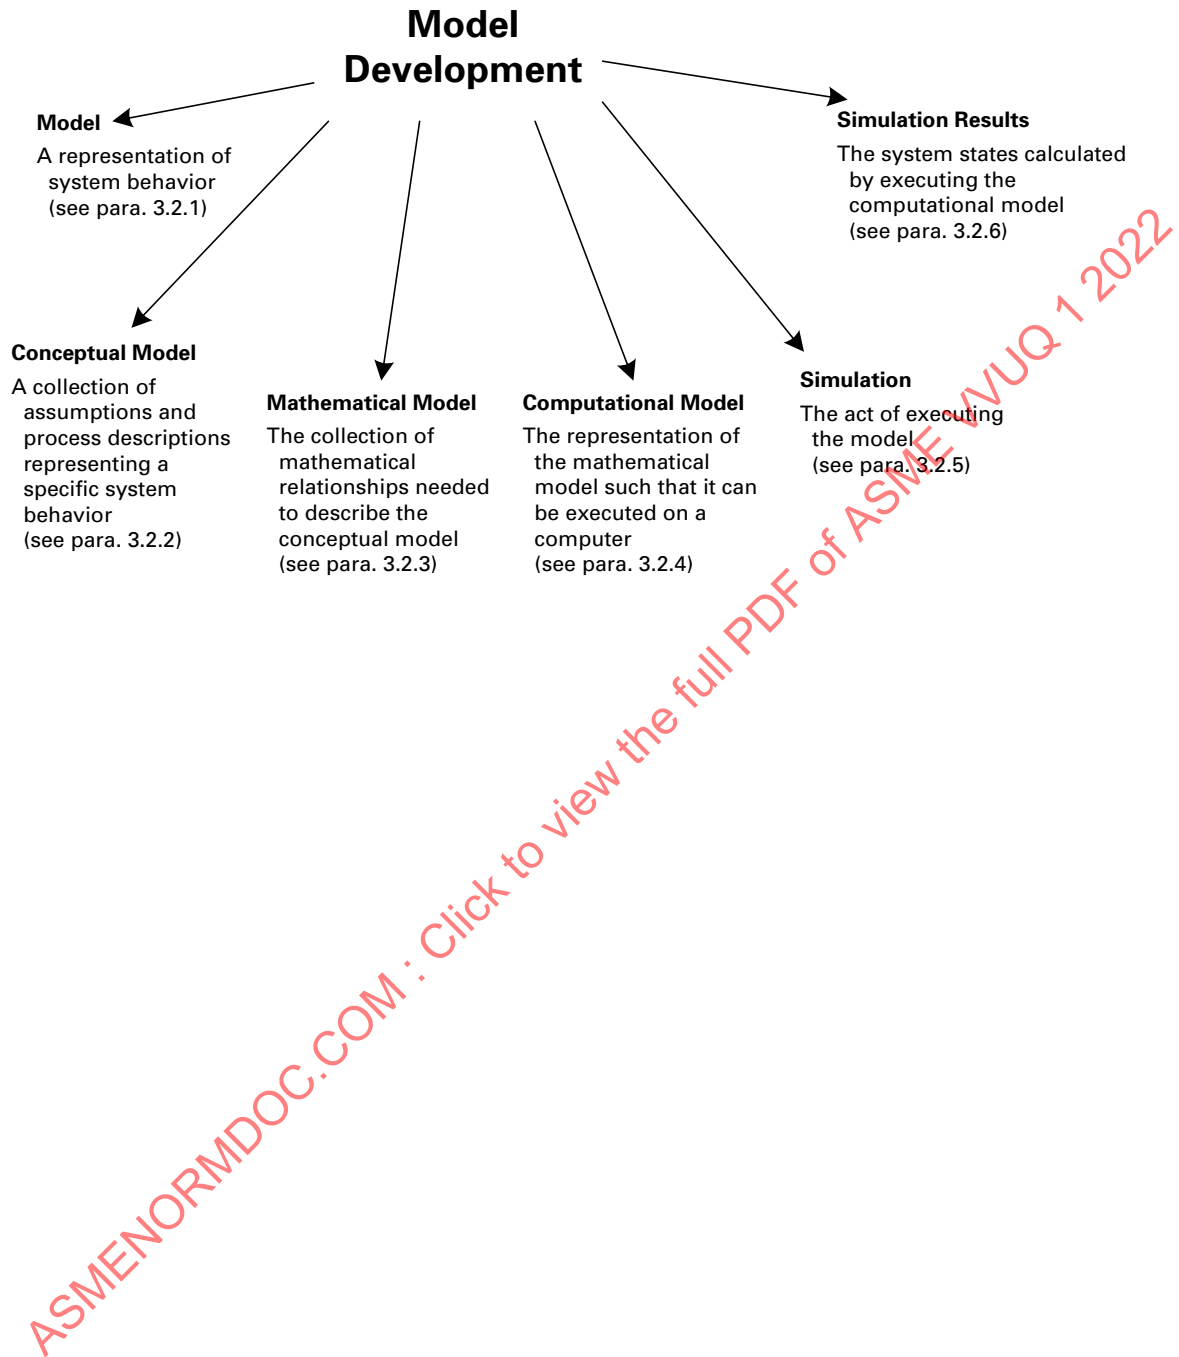 Model
Development
Model
A representation of
system behavior
(see para. 3.2.1)
Simulation Results
The system states calculated
by executing the
computational model
(see para. 3.2.6)
Conceptual Model
A collection of
assumptions and
process descriptions
representing a
specific system
behavior
(see para. 3.2.2)
Mathematical Model
The collection of
mathematical
relationships needed
to describe the
conceptual model
(see para. 3.2.3)
Computational Model
The representation of
the mathematical
model such that it can
be executed on a
computer
(see para. 3.2.4)
Simulation
The act of executing
the model
(see para. 3.2.5)
ASMENORMDOC.COM : Click to view the full PDF of ASME VVUQ 1 2022